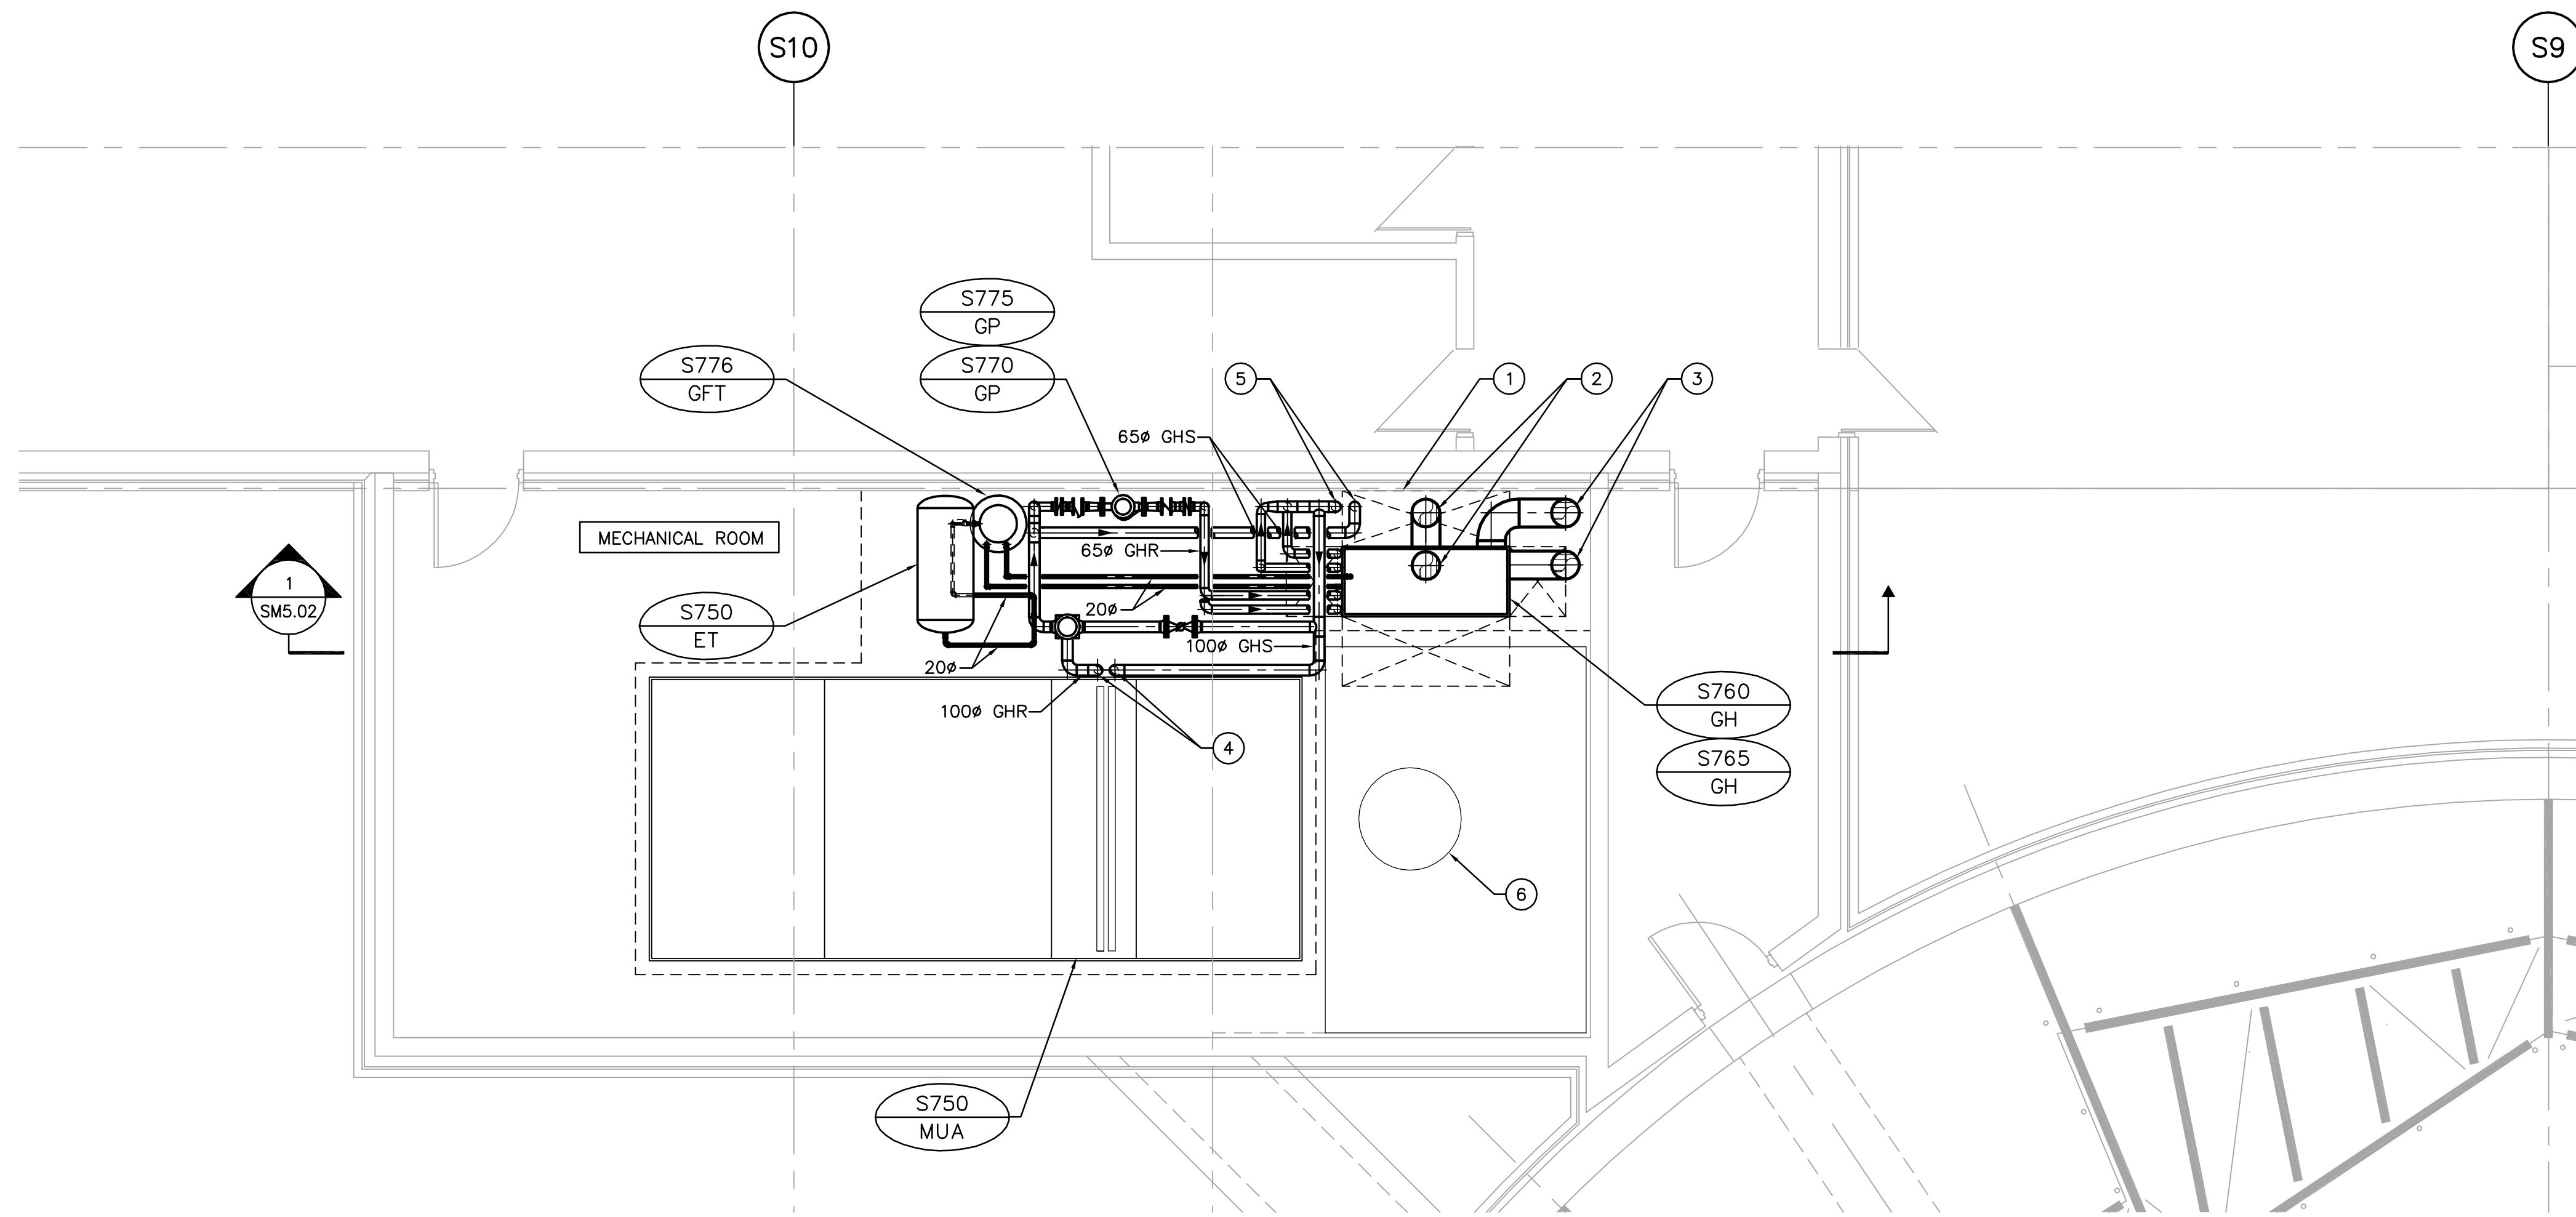 S10
S9
S775
GP
S776
GFT
S770
GP
5
1
2
3
65ø GHS
MECHANICAL ROOM
65ø GHR
1
SM5.02
S750
ET
20ø
100ø GHS
20ø
S760
GH
100ø GHR
4
S765
GH
6
S750
MUA